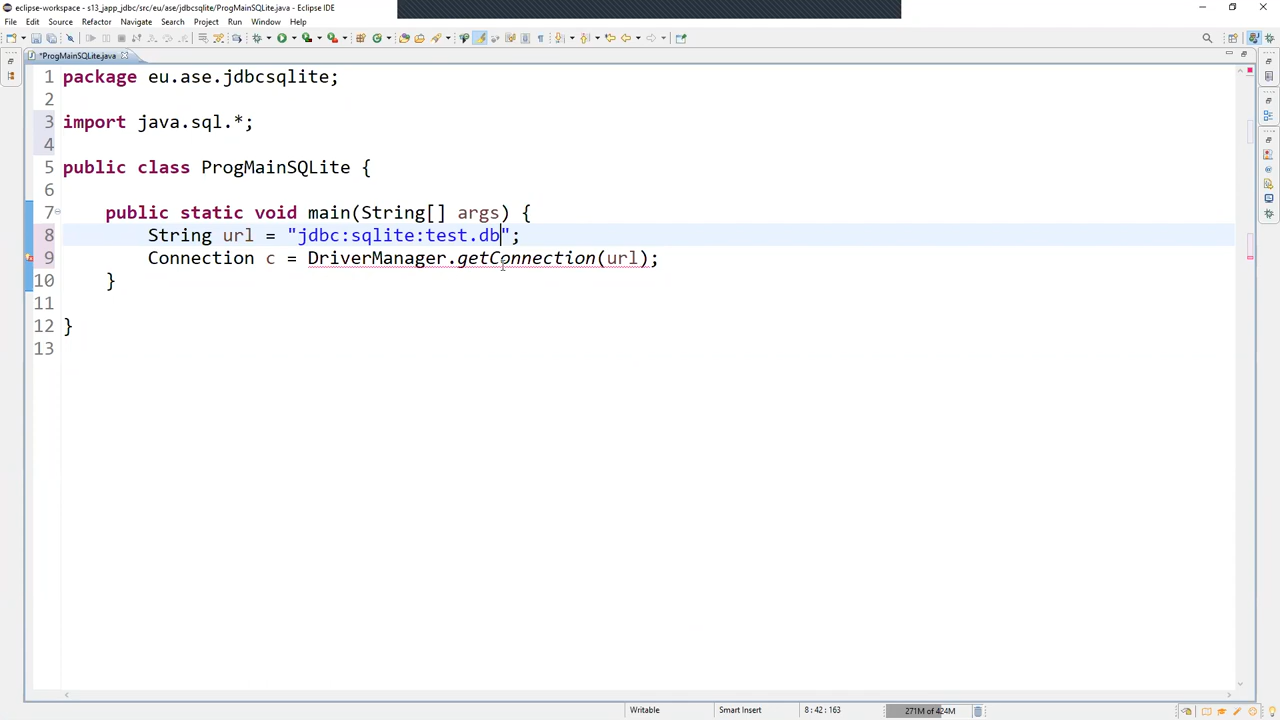 eclipse-workspace - s13_japp_jdbc/src/eu/ase/jdbcsqlite/ProgMainSQLite.java - Eclipse IDE
File Edit Source Refactor Navigate Search Project Run Window Help
*ProgMainSQLite.java
1 package eu.ase.jdbcsqlite;
2
3 import java.sql.*;
4
5 public class ProgMainSQLite {
6
7 public static void main(String[] args) {
8 String url = "jdbc:sqlite:test.db";
9 Connection c = DriverManager.getConnection(url);
10 }
11
12 }
13
Writable Smart Insert 8 : 42 : 163 271M of 424M